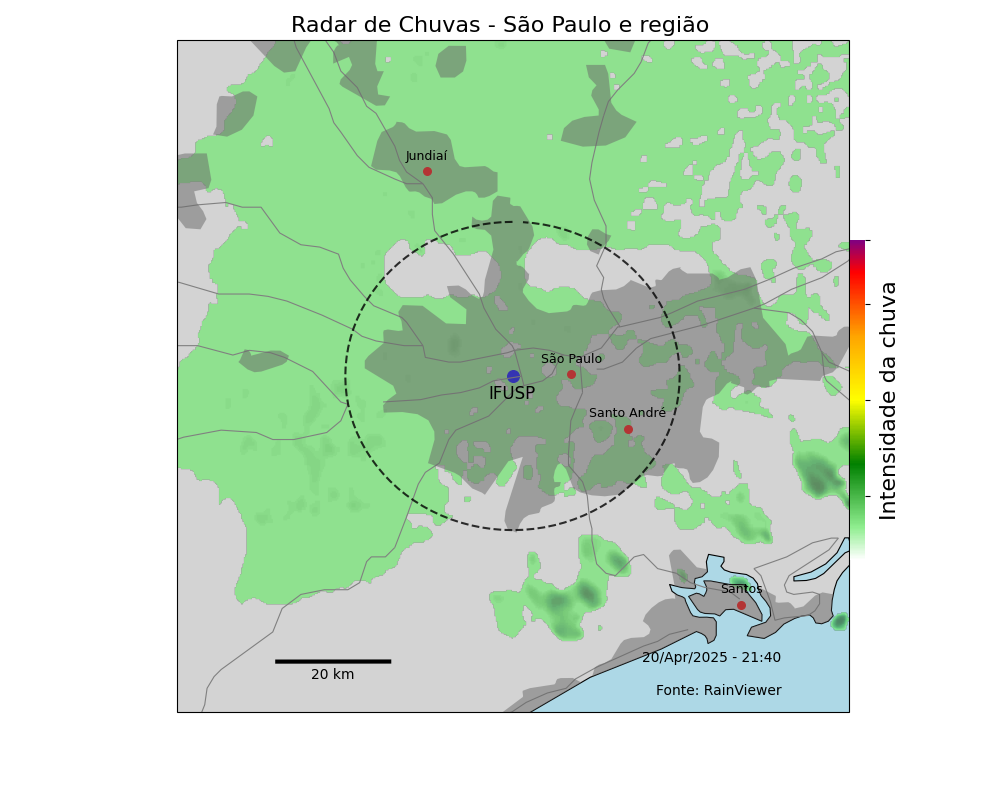 Radar de Chuvas - São Paulo e região
Jundiaí
São Paulo
IFUSP
Santo André
Intensidade da chuva
Santos
20 km
20/Apr/2025 - 21:40
Fonte: RainViewer